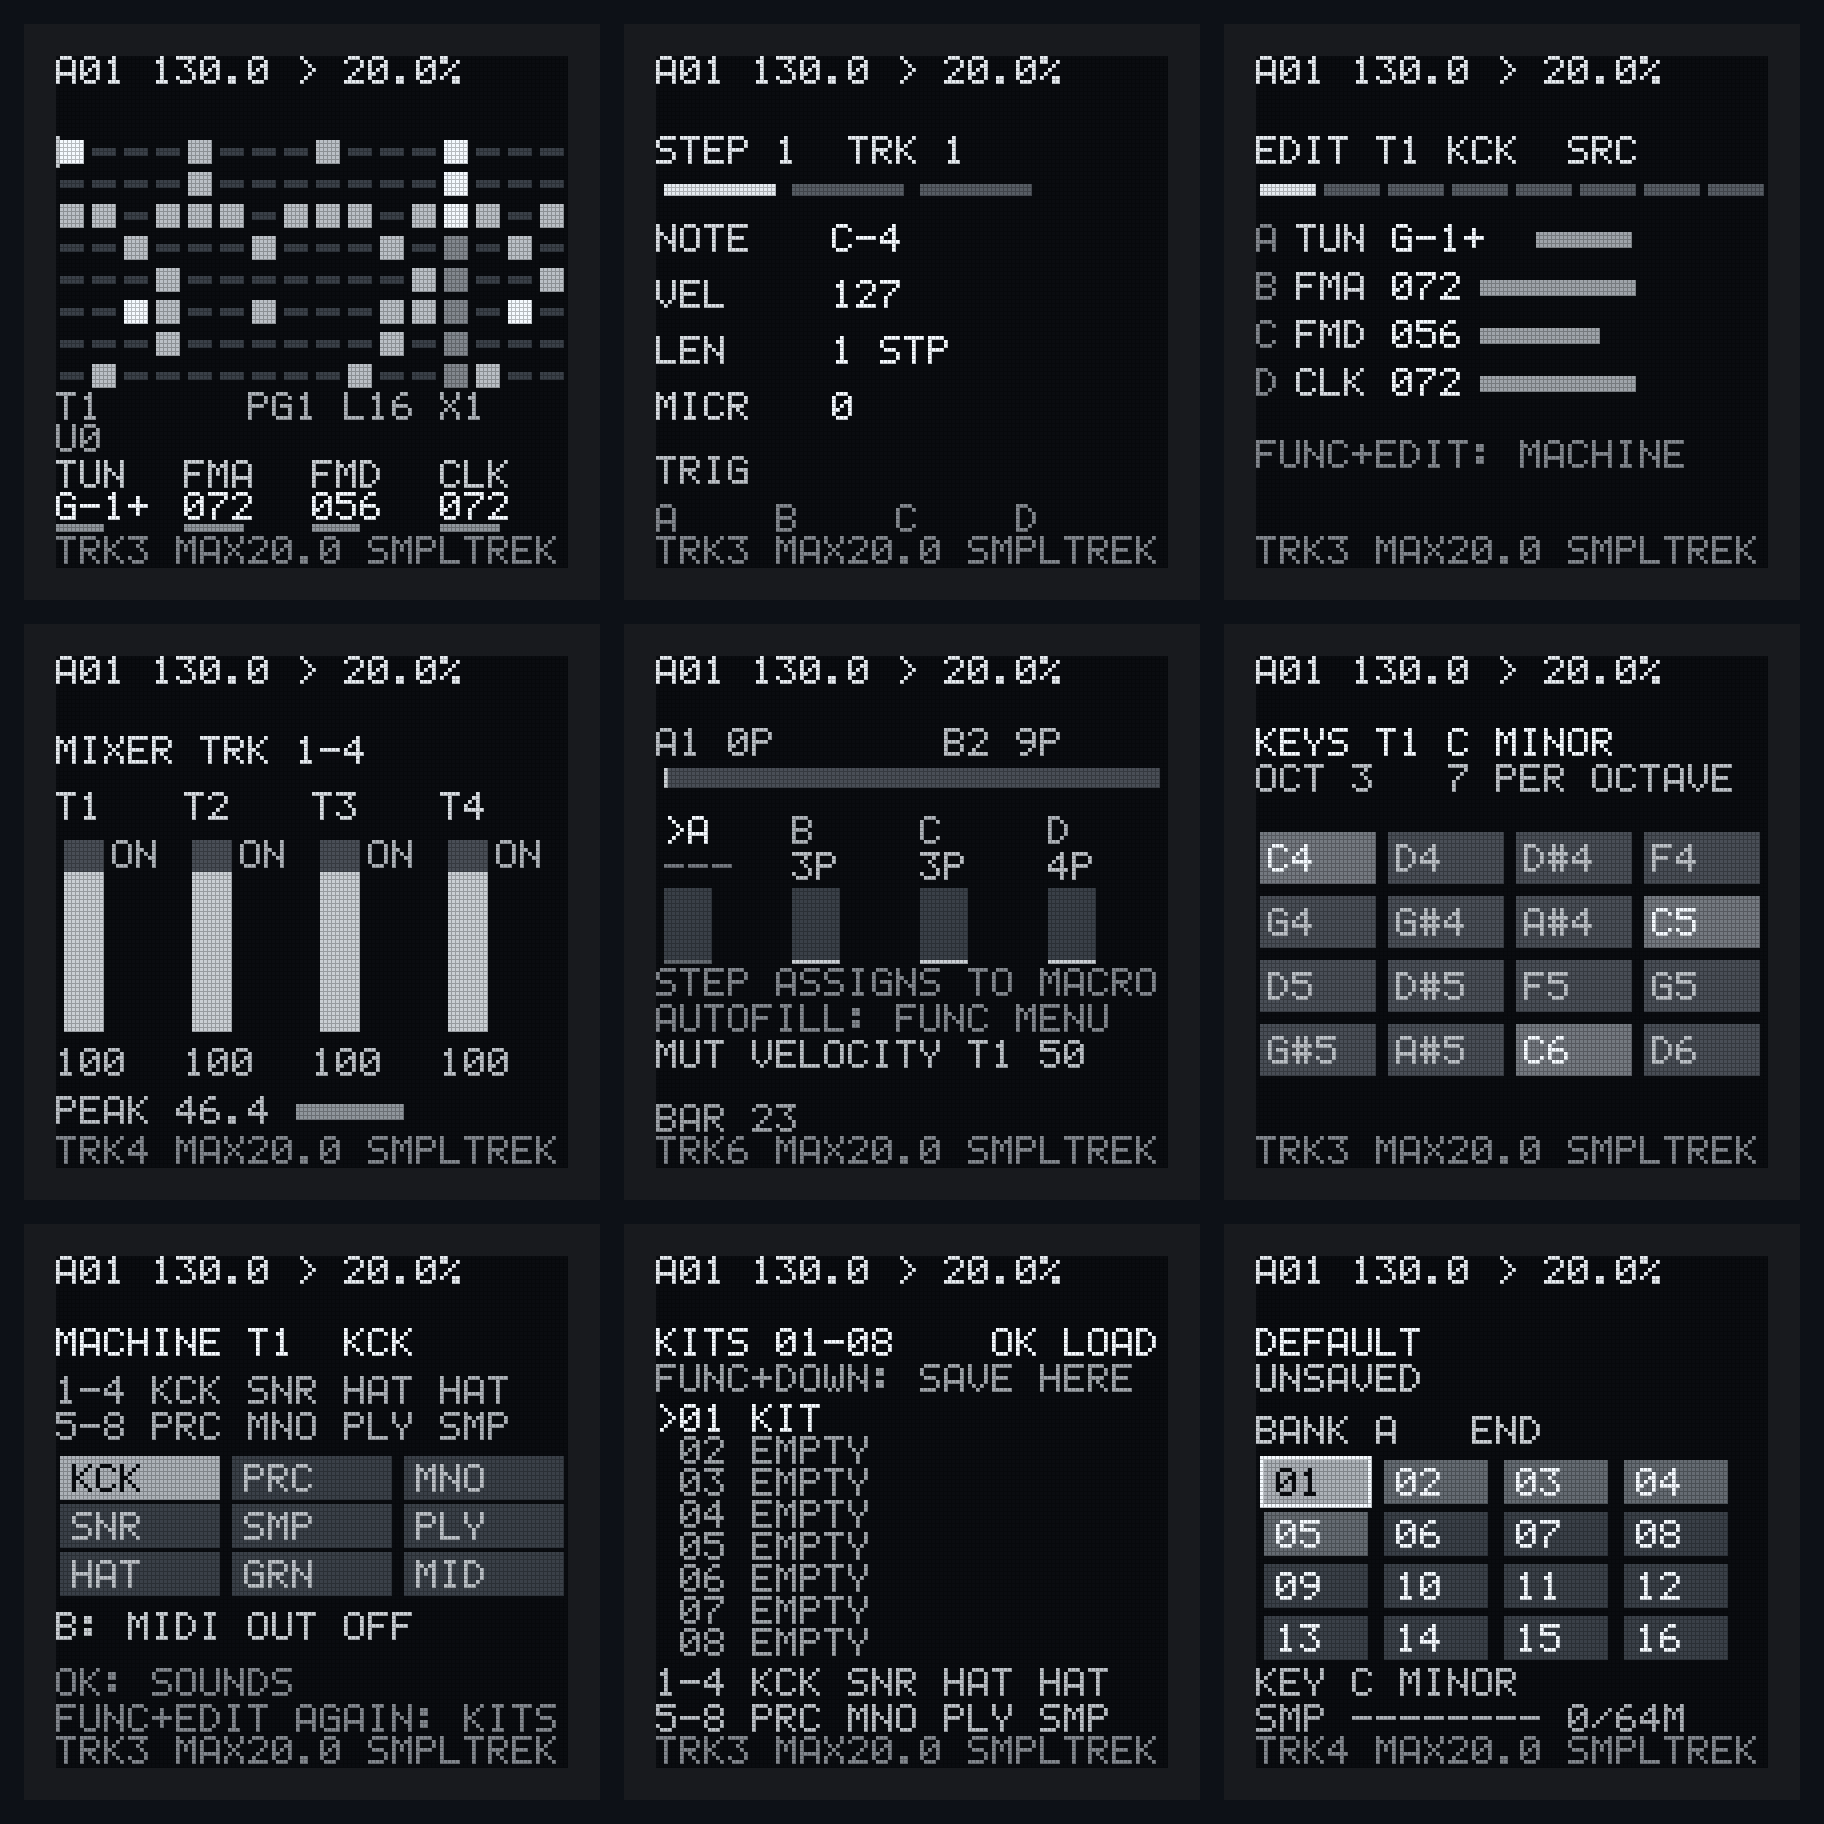 A01 130.0 > 20.0%
T1 PG1 L16 X1
U0
TUN FMA FMD CLK
G-1+ 072 056 072
TRK3 MAX20.0 SMPLTREK
A01 130.0 > 20.0%
STEP 1 TRK 1
NOTE C-4
VEL 127
LEN 1 STP
MICR 0
TRIG
A B C D
TRK3 MAX20.0 SMPLTREK
A01 130.0 > 20.0%
EDIT T1 KCK SRC
A TUN G-1+
B FMA 072
C FMD 056
D CLK 072
FUNC+EDIT: MACHINE
TRK3 MAX20.0 SMPLTREK
A01 130.0 > 20.0%
MIXER TRK 1-4
T1 T2 T3 T4
ON ON ON ON
100 100 100 100
PEAK 46.4
TRK4 MAX20.0 SMPLTREK
A01 130.0 > 20.0%
A1 0P B2 9P
>A B C D
--- 3P 3P 4P
STEP ASSIGNS TO MACRO
AUTOFILL: FUNC MENU
MUT VELOCITY T1 50
BAR 23
TRK6 MAX20.0 SMPLTREK
A01 130.0 > 20.0%
KEYS T1 C MINOR
OCT 3 7 PER OCTAVE
C4 D4 D#4 F4
G4 G#4 A#4 C5
D5 D#5 F5 G5
G#5 A#5 C6 D6
TRK3 MAX20.0 SMPLTREK
A01 130.0 > 20.0%
MACHINE T1 KCK
1-4 KCK SNR HAT HAT
5-8 PRC MNO PLY SMP
KCK PRC MNO
SNR SMP PLY
HAT GRN MID
B: MIDI OUT OFF
OK: SOUNDS
FUNC+EDIT AGAIN: KITS
TRK3 MAX20.0 SMPLTREK
A01 130.0 > 20.0%
KITS 01-08 OK LOAD
FUNC+DOWN: SAVE HERE
>01 KIT
02 EMPTY
03 EMPTY
04 EMPTY
05 EMPTY
06 EMPTY
07 EMPTY
08 EMPTY
1-4 KCK SNR HAT HAT
5-8 PRC MNO PLY SMP
TRK3 MAX20.0 SMPLTREK
A01 130.0 > 20.0%
DEFAULT
UNSAVED
BANK A END
01 02 03 04
05 06 07 08
09 10 11 12
13 14 15 16
KEY C MINOR
SMP -------- 0/64M
TRK4 MAX20.0 SMPLTREK